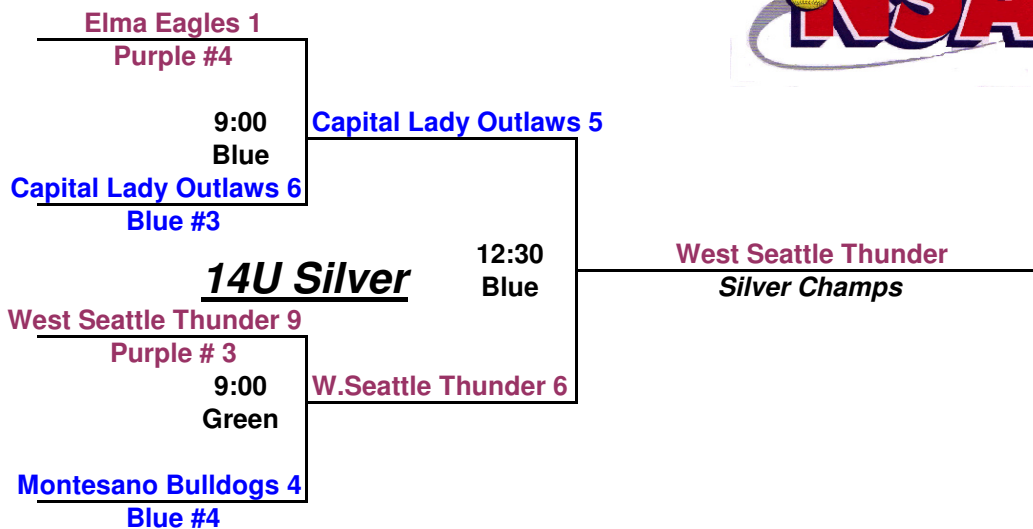 Elma Eagles 1
Purple #4
NSA
9:00
Blue
Capital Lady Outlaws 5
Capital Lady Outlaws 6
Blue #3
14U Silver
12:30
Blue
West Seattle Thunder
Silver Champs
West Seattle Thunder 9
Purple # 3
9:00
Green
W.Seattle Thunder 6
Montesano Bulldogs 4
Blue #4